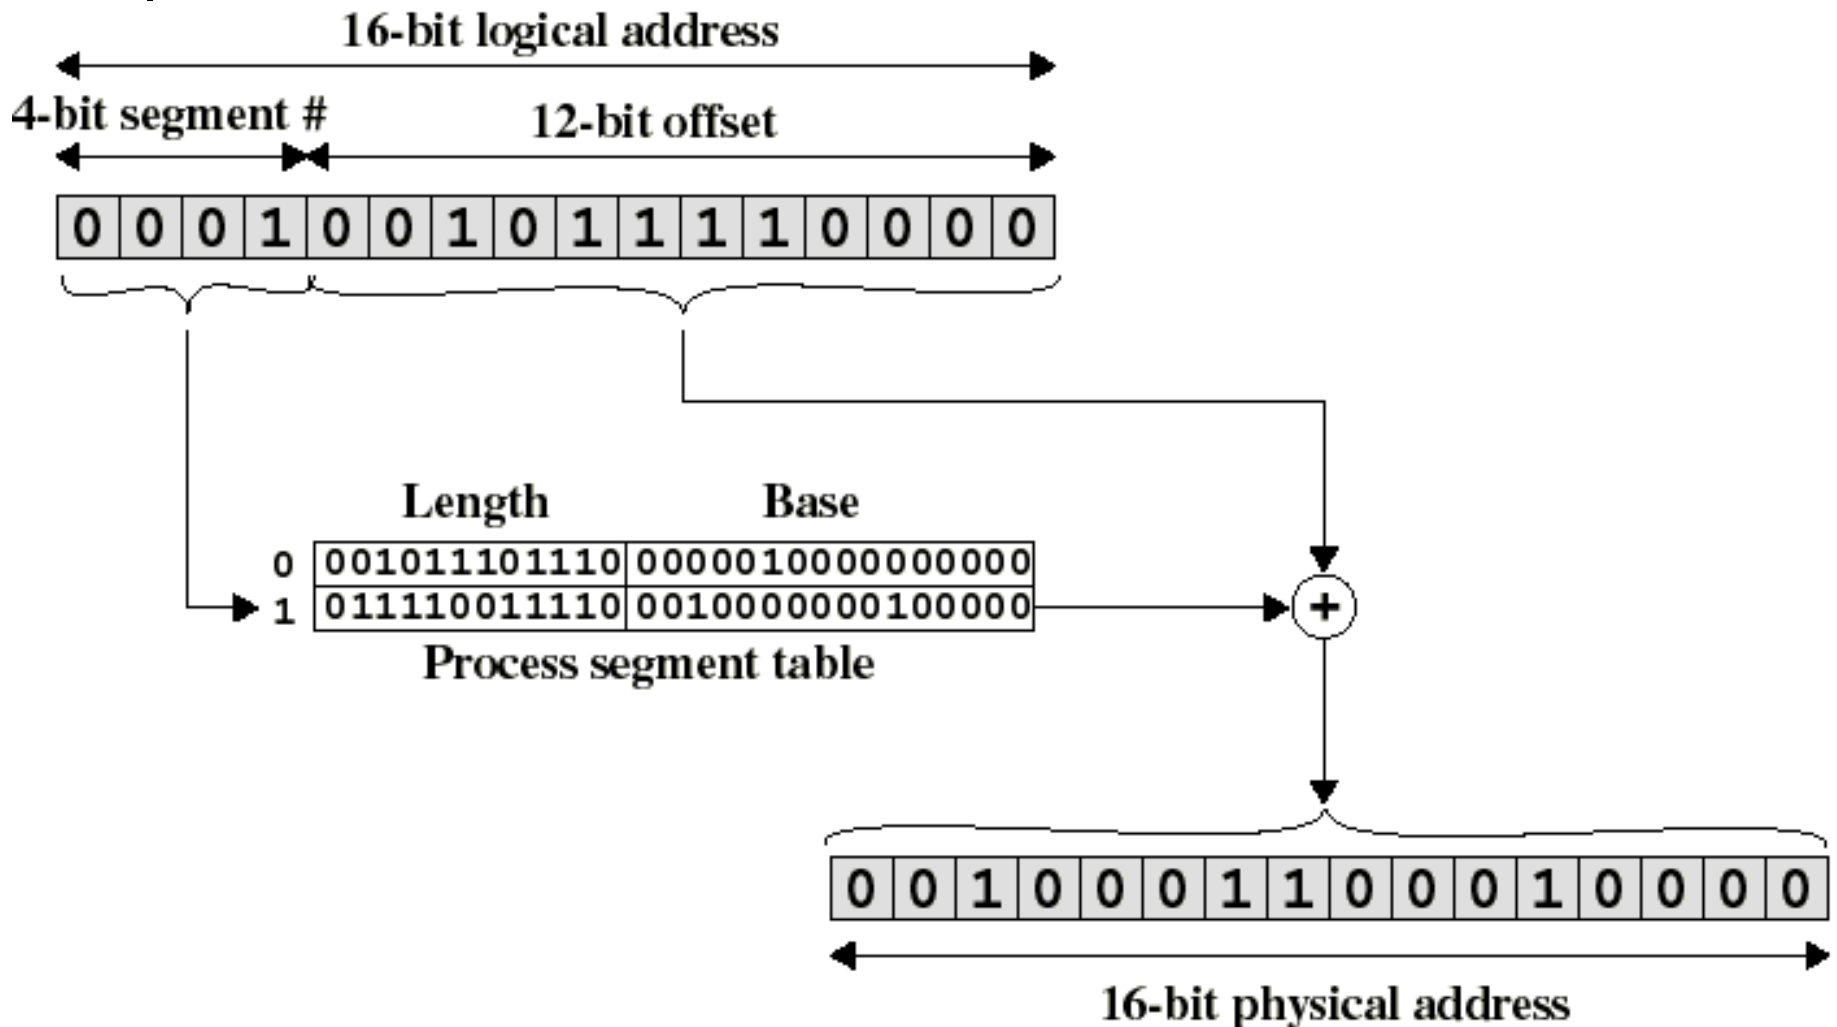 16-bit logical address
4-bit segment #
12-bit offset
0 0 0 1 0 0 1 0 1 1 1 1 0 0 0 0
Length Base
0 001011101110 0000010000000000
1 011110011110 0010000000100000
+
Process segment table
0 0 1 0 0 0 1 1 0 0 0 1 0 0 0 0
16-bit physical address